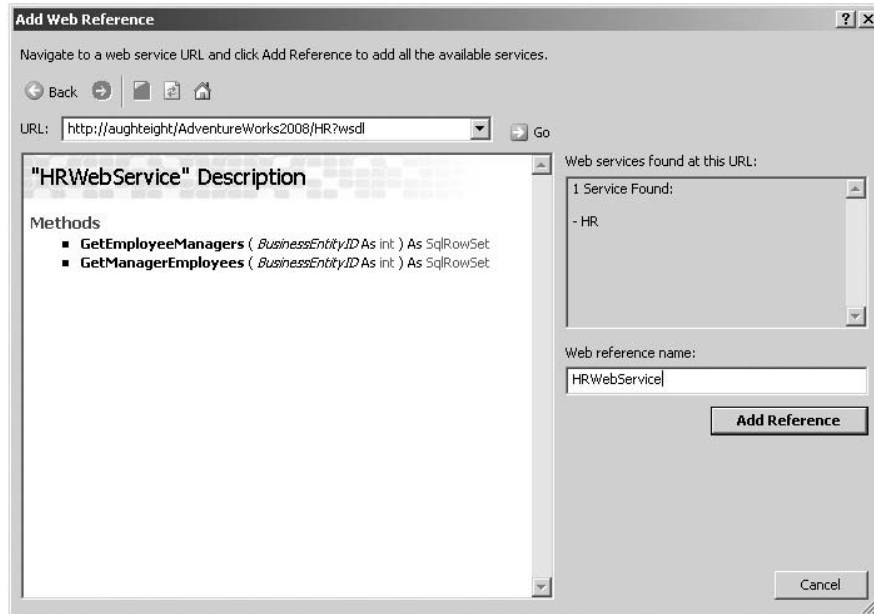 Add Web Reference
Navigate to a web service URL and click Add Reference to add all the available services.
Back
URL: http://aughteight/AdventureWorks2008/HR?wsdl Go
"HRWebService" Description
Methods
GetEmployeeManagers ( BusinessEntityID As int ) As SqlRowSet
GetManagerEmployees ( BusinessEntityID As int ) As SqlRowSet
Web services found at this URL:
1 Service Found:
- HR
Web reference name:
HRWebService
Add Reference
Cancel